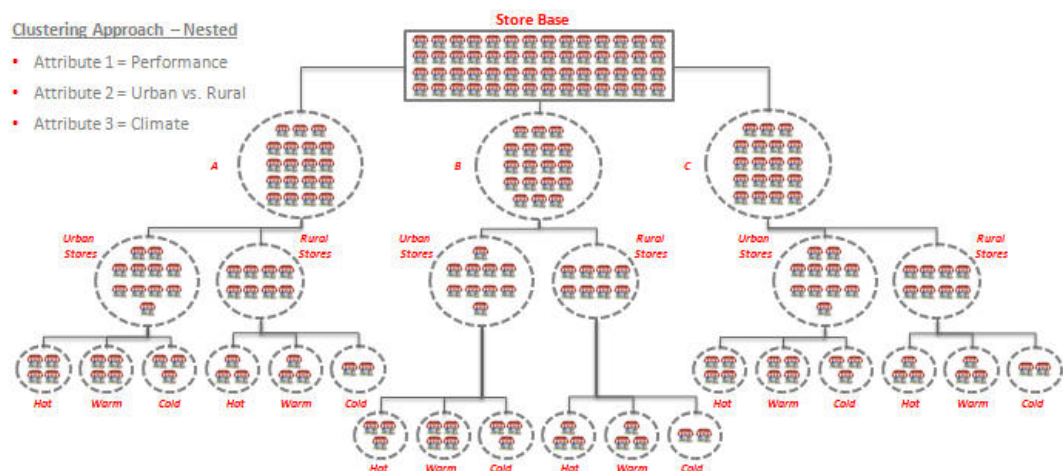 Store Base
Clustering Approach – Nested
• Attribute 1 = Performance
• Attribute 2 = Urban vs. Rural
• Attribute 3 = Climate
A
B
C
Urban
Stores
Rural
Stores
Urban
Stores
Rural
Stores
Urban
Stores
Rural
Stores
Hot
Warm
Cold
Hot
Warm
Cold
Hot
Warm
Cold
Hot
Warm
Cold
Hot
Warm
Cold
Hot
Warm
Cold